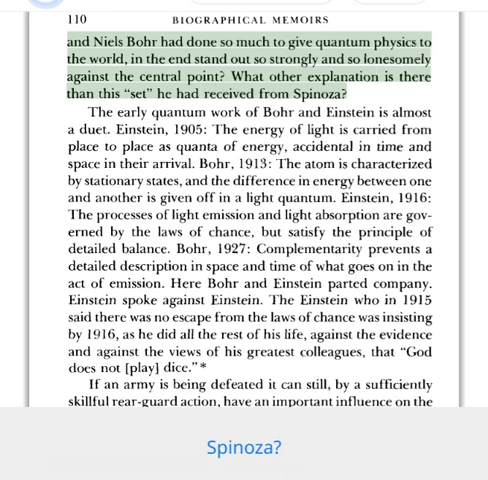 110 BIOGRAPHICAL MEMOIRS
and Niels Bohr had done so much to give quantum physics to
the world, in the end stand out so strongly and so lonesomely
against the central point? What other explanation is there
than this “set” he had received from Spinoza?
The early quantum work of Bohr and Einstein is almost
a duet. Einstein, 1905: The energy of light is carried from
place to place as quanta of energy, accidental in time and
space in their arrival. Bohr, 1913: The atom is characterized
by stationary states, and the difference in energy between one
and another is given off in a light quantum. Einstein, 1916:
The processes of light emission and light absorption are gov-
erned by the laws of chance, but satisfy the principle of
detailed balance. Bohr, 1927: Complementarity prevents a
detailed description in space and time of what goes on in the
act of emission. Here Bohr and Einstein parted company.
Einstein spoke against Einstein. The Einstein who in 1915
said there was no escape from the laws of chance was insisting
by 1916, as he did all the rest of his life, against the evidence
and against the views of his greatest colleagues, that “God
does not [play] dice.”*
If an army is being defeated it can still, by a sufficiently
skillful rear-guard action, have an important influence on the
Spinoza?